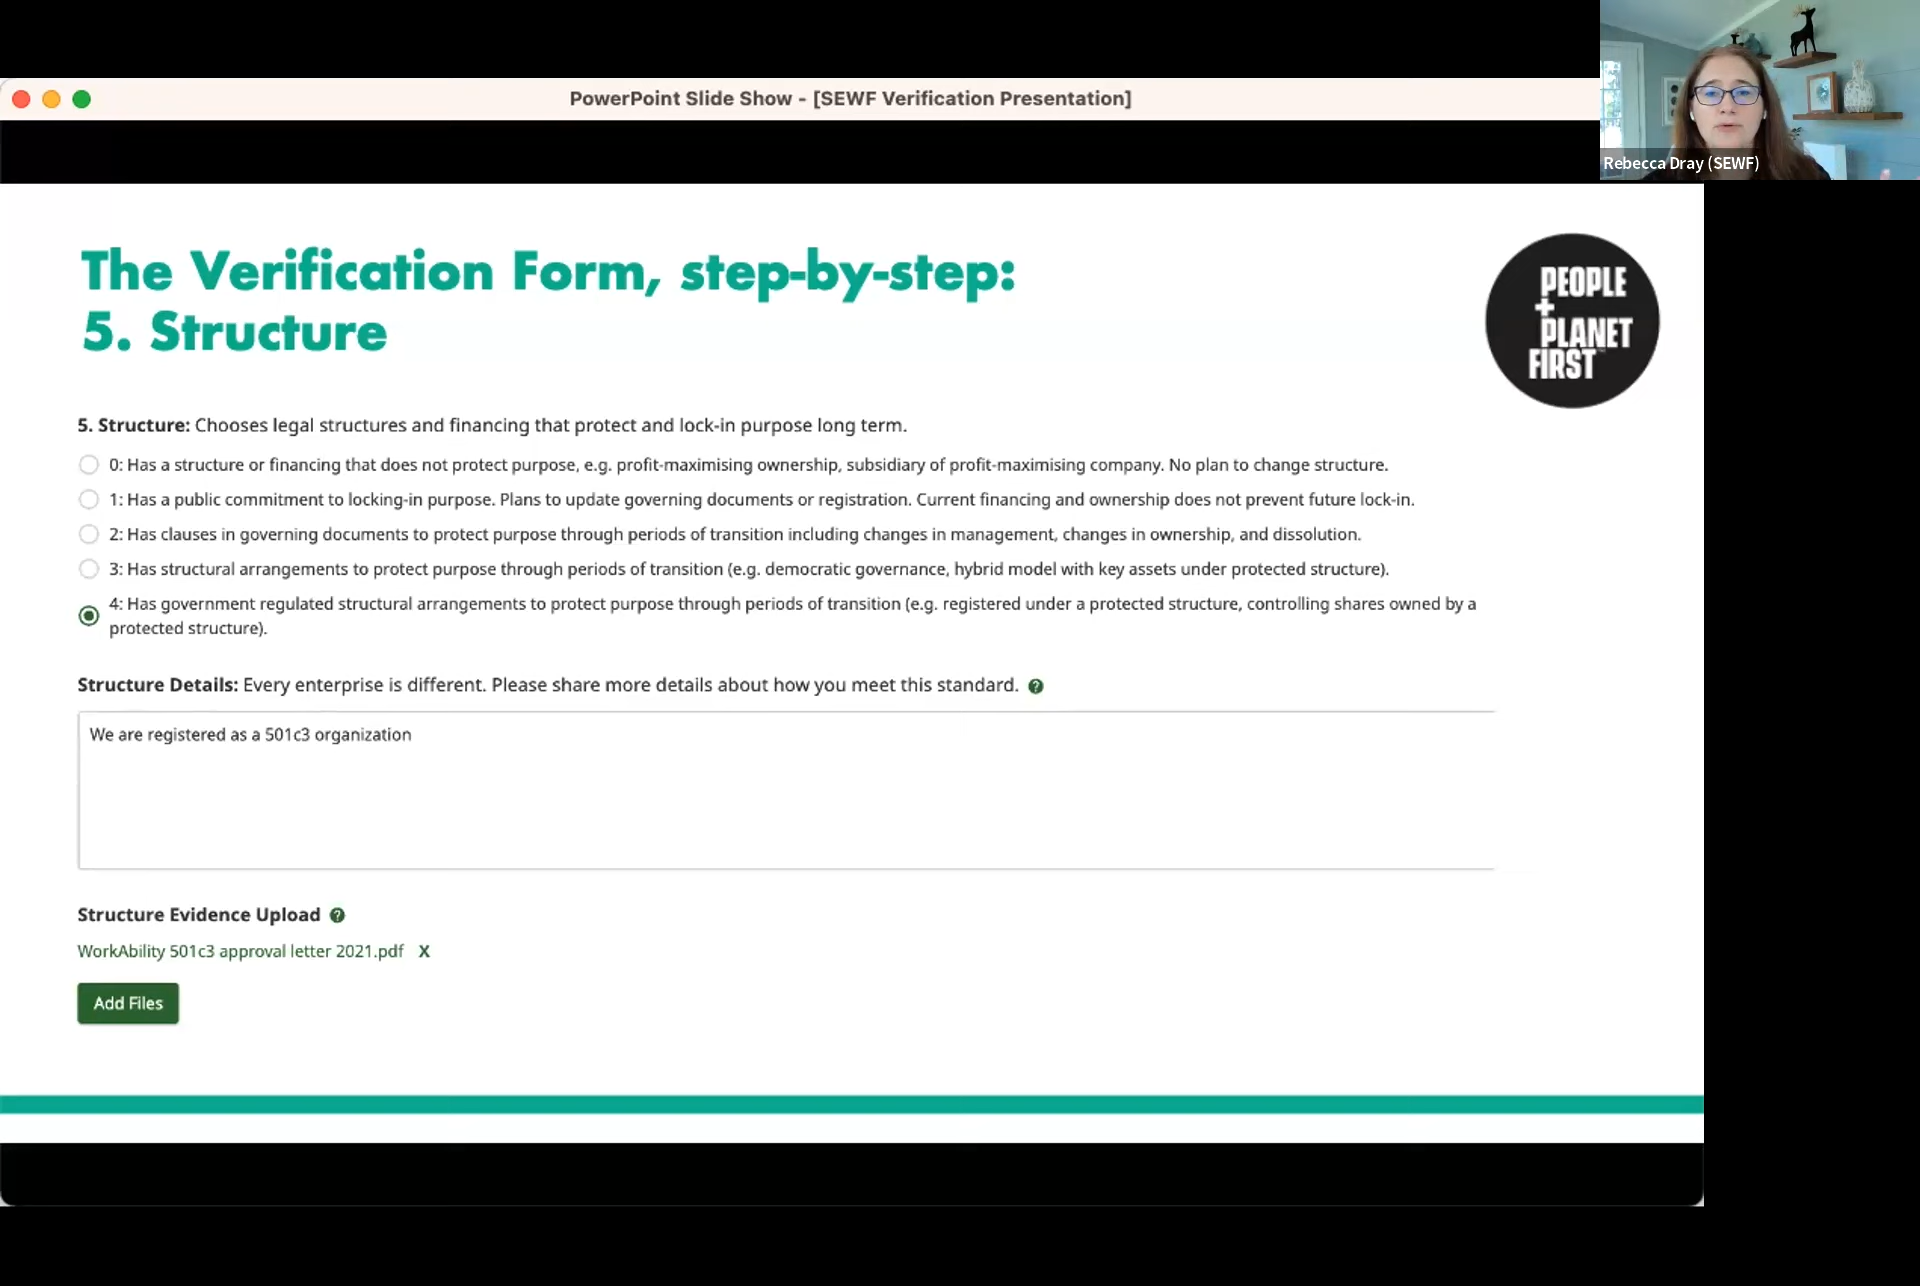 PowerPoint Slide Show - [SEWF Verification Presentation]
Rebecca Dray (SEWF)
The Verification Form, step-by-step:
5. Structure
PEOPLE
+
PLANET
FIRST
5. Structure: Chooses legal structures and financing that protect and lock-in purpose long term.
0: Has a structure or financing that does not protect purpose, e.g. profit-maximising ownership, subsidiary of profit-maximising company. No plan to change structure.
1: Has a public commitment to locking-in purpose. Plans to update governing documents or registration. Current financing and ownership does not prevent future lock-in.
2: Has clauses in governing documents to protect purpose through periods of transition including changes in management, changes in ownership, and dissolution.
3: Has structural arrangements to protect purpose through periods of transition (e.g. democratic governance, hybrid model with key assets under protected structure).
4: Has government regulated structural arrangements to protect purpose through periods of transition (e.g. registered under a protected structure, controlling shares owned by a
protected structure).
Structure Details: Every enterprise is different. Please share more details about how you meet this standard. ?
We are registered as a 501c3 organization
Structure Evidence Upload ?
WorkAbility 501c3 approval letter 2021.pdf X
Add Files